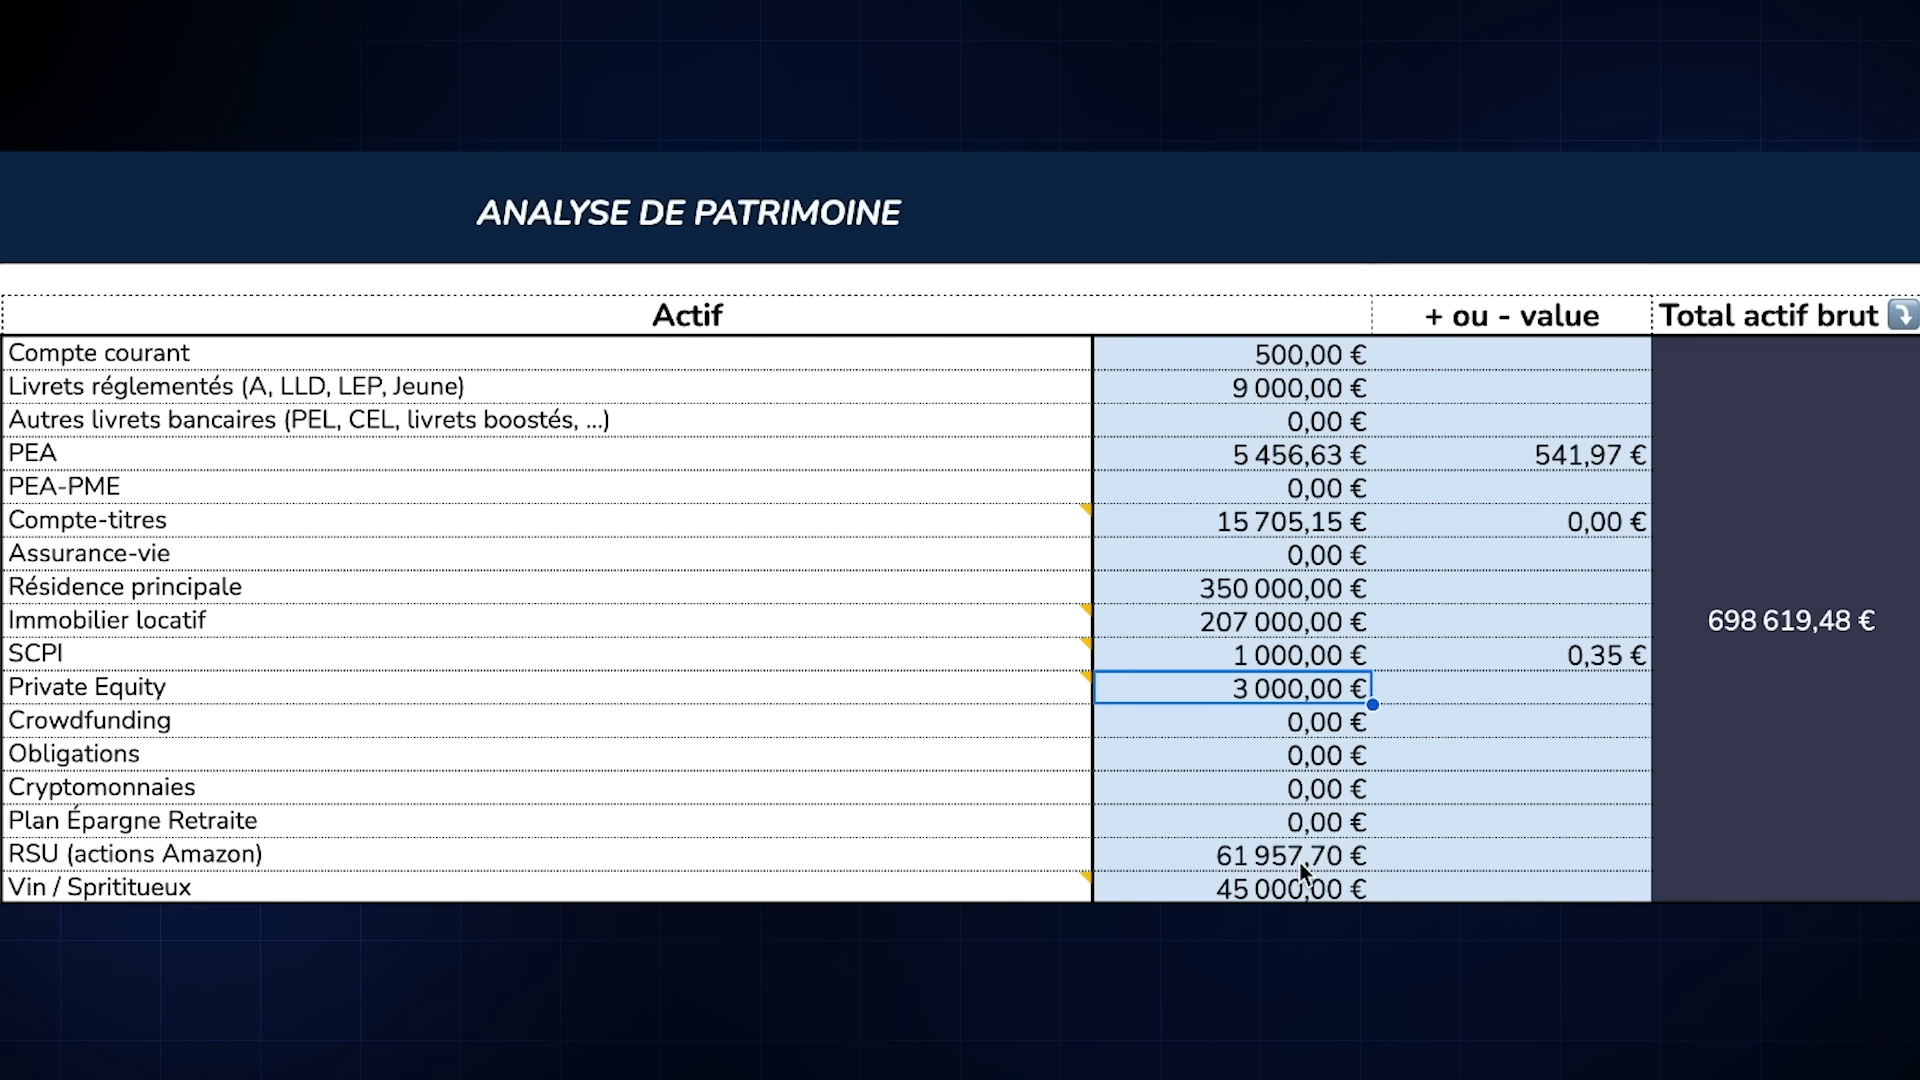 ANALYSE DE PATRIMOINE
Actif + ou - value Total actif brut ⤵️
Compte courant 500,00 €
Livrets réglementés (A, LLD, LEP, Jeune) 9 000,00 €
Autres livrets bancaires (PEL, CEL, livrets boostés, ...) 0,00 €
PEA 5 456,63 € 541,97 €
PEA-PME 0,00 €
Compte-titres 15 705,15 € 0,00 €
Assurance-vie 0,00 €
Résidence principale 350 000,00 €
Immobilier locatif 207 000,00 € 698 619,48 €
SCPI 1 000,00 € 0,35 €
Private Equity 3 000,00 €
Crowdfunding 0,00 €
Obligations 0,00 €
Cryptomonnaies 0,00 €
Plan Épargne Retraite 0,00 €
RSU (actions Amazon) 61 957,70 €
Vin / Sprititueux 45 000,00 €